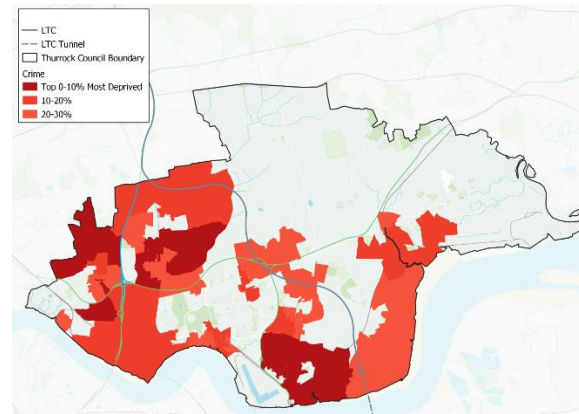 LTC
LTC Tunnel
Thurrock Council Boundary
Crime
Top 0-10% Most Deprived
10-20%
20-30%